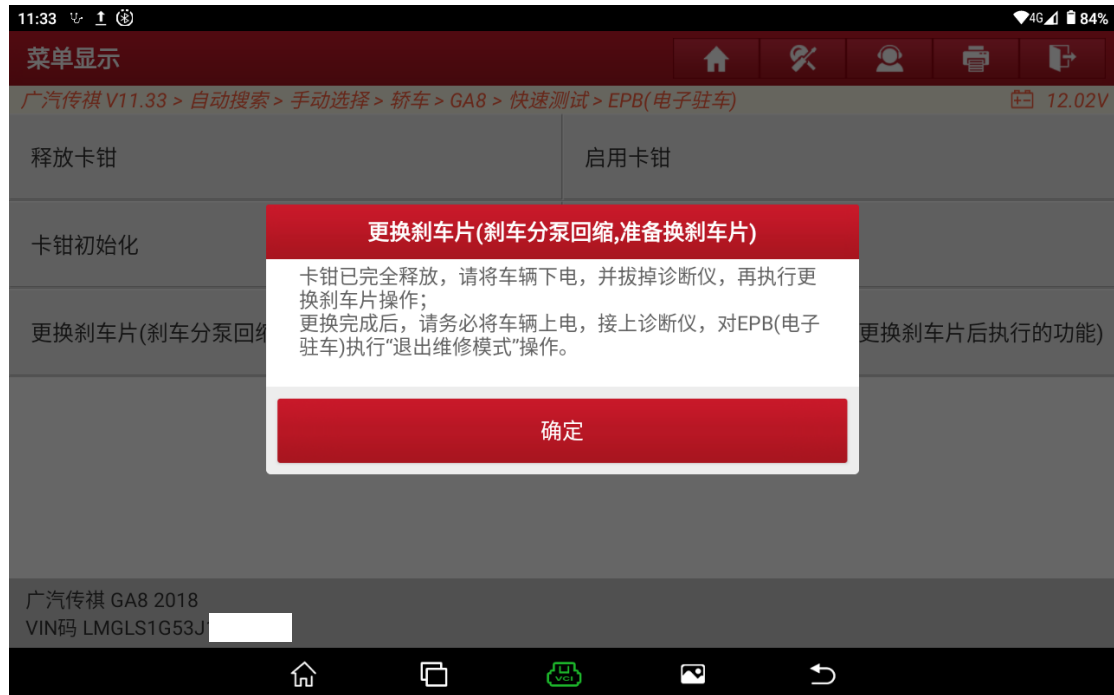 11:33
4G 84%
菜单显示
广汽传祺 V11.33 > 自动搜索 > 手动选择 > 轿车 > GA8 > 快速测试 > EPB(电子驻车)
12.02V
释放卡钳
启用卡钳
卡钳初始化
更换刹车片(刹车分泵回缩
更换刹车片后执行的功能)
更换刹车片(刹车分泵回缩,准备换刹车片)
卡钳已完全释放，请将车辆下电，并拔掉诊断仪，再执行更
换刹车片操作；
更换完成后，请务必将车辆上电，接上诊断仪，对EPB(电子
驻车)执行“退出维修模式”操作。
确定
广汽传祺 GA8 2018
VIN码 LMGLS1G53J
VCI